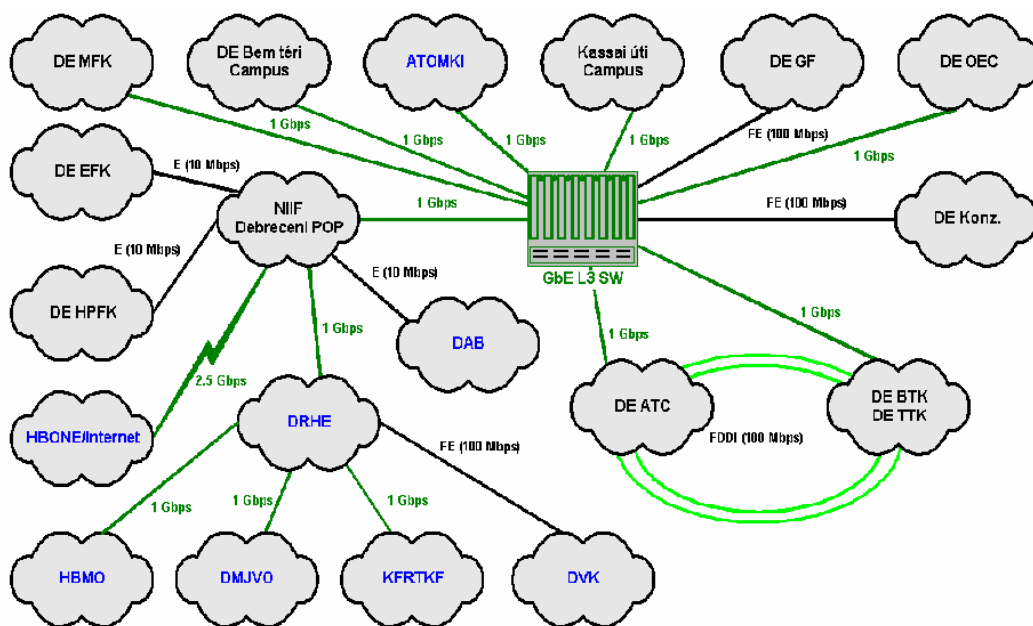 DE MFK
DE Bem téri
Campus
ATOMKI
Kassai úti
Campus
DE GF
DE OEC
1 Gbps
1 Gbps
1 Gbps
1 Gbps
FE (100 Mbps)
1 Gbps
DE EFK
E (10 Mbps)
NIIF
Debreceni POP
1 Gbps
FE (100 Mbps)
DE Konz.
E (10 Mbps)
E (10 Mbps)
GbE L3 SW
DE HPFK
1 Gbps
1 Gbps
1 Gbps
DAB
2.5 Gbps
DE ATC
DE BTK
DE TTK
HBONE/Internet
DRHE
FDDI (100 Mbps)
FE (100 Mbps)
1 Gbps
1 Gbps
1 Gbps
HBMO
DMJVO
KFRTKF
DVK